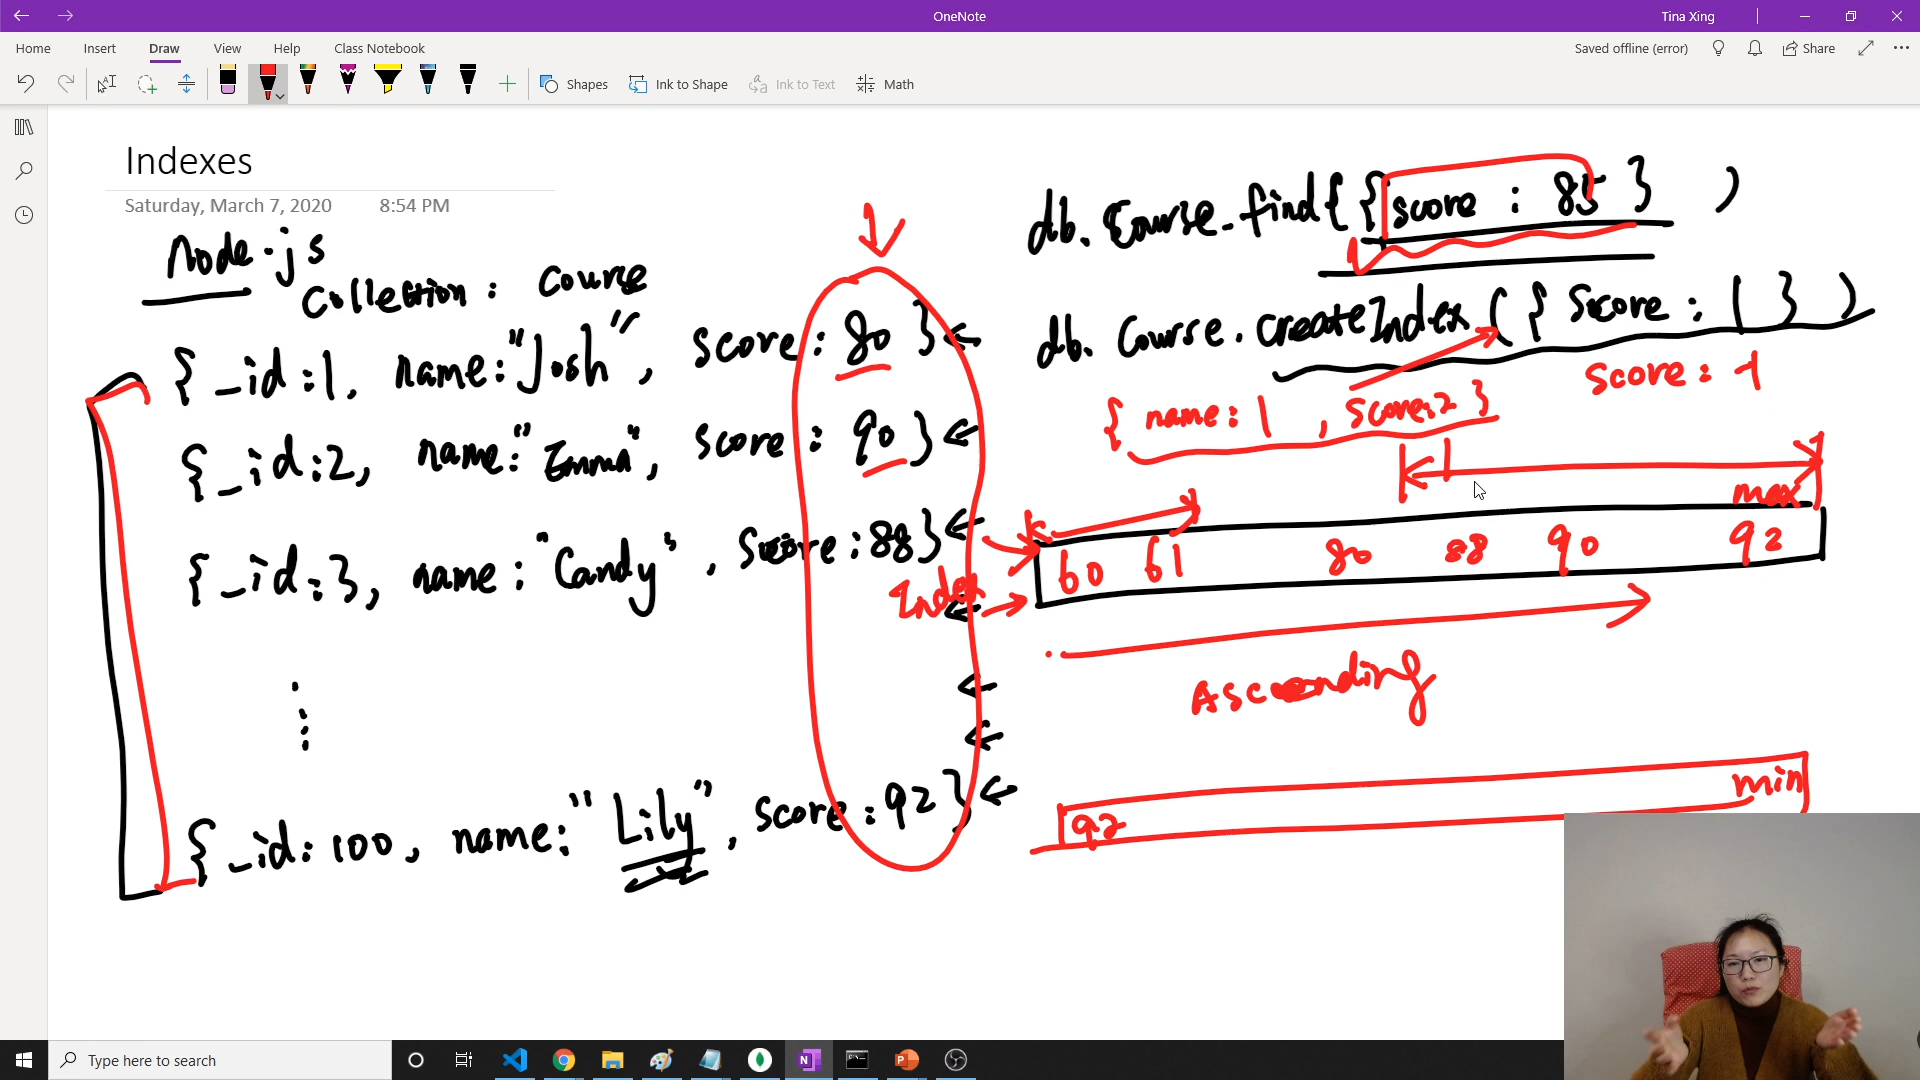 OneNote
Tina Xing
Home Insert Draw View Help Class Notebook
Saved offline (error) Share
Shapes Ink to Shape Ink to Text Math
Indexes
Saturday, March 7, 2020 8:54 PM
Node.js
Collection: Course
{_id:1, name:"Josh", score:80}
{_id:2, name:"Emma", score:90}
{_id:3, name:"Candy", Score:88}
{_id:100, name:"Lily", score:92}
db.Course.find{{score:85} )
db.Course.createIndex({Score:1})
score:-1
{name:1, score:2}
max
Index
60 61 80 88 90 92
Ascending
min
92
Type here to search